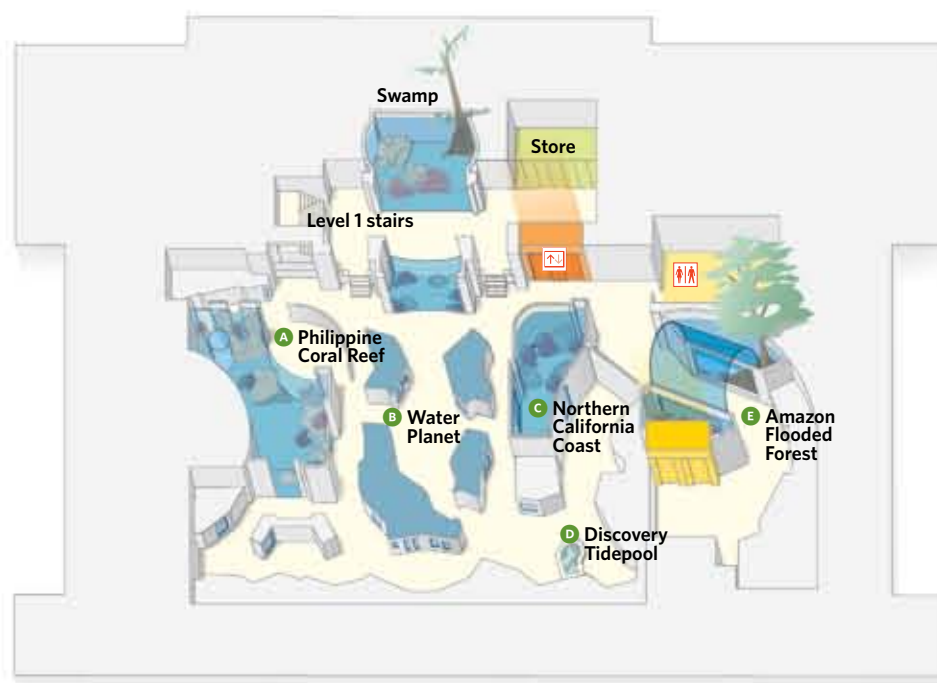 Swamp
Store
Level 1 stairs
A Philippine
Coral Reef
B Water
Planet
C Northern
California
Coast
E Amazon
Flooded
Forest
D Discovery
Tidepool